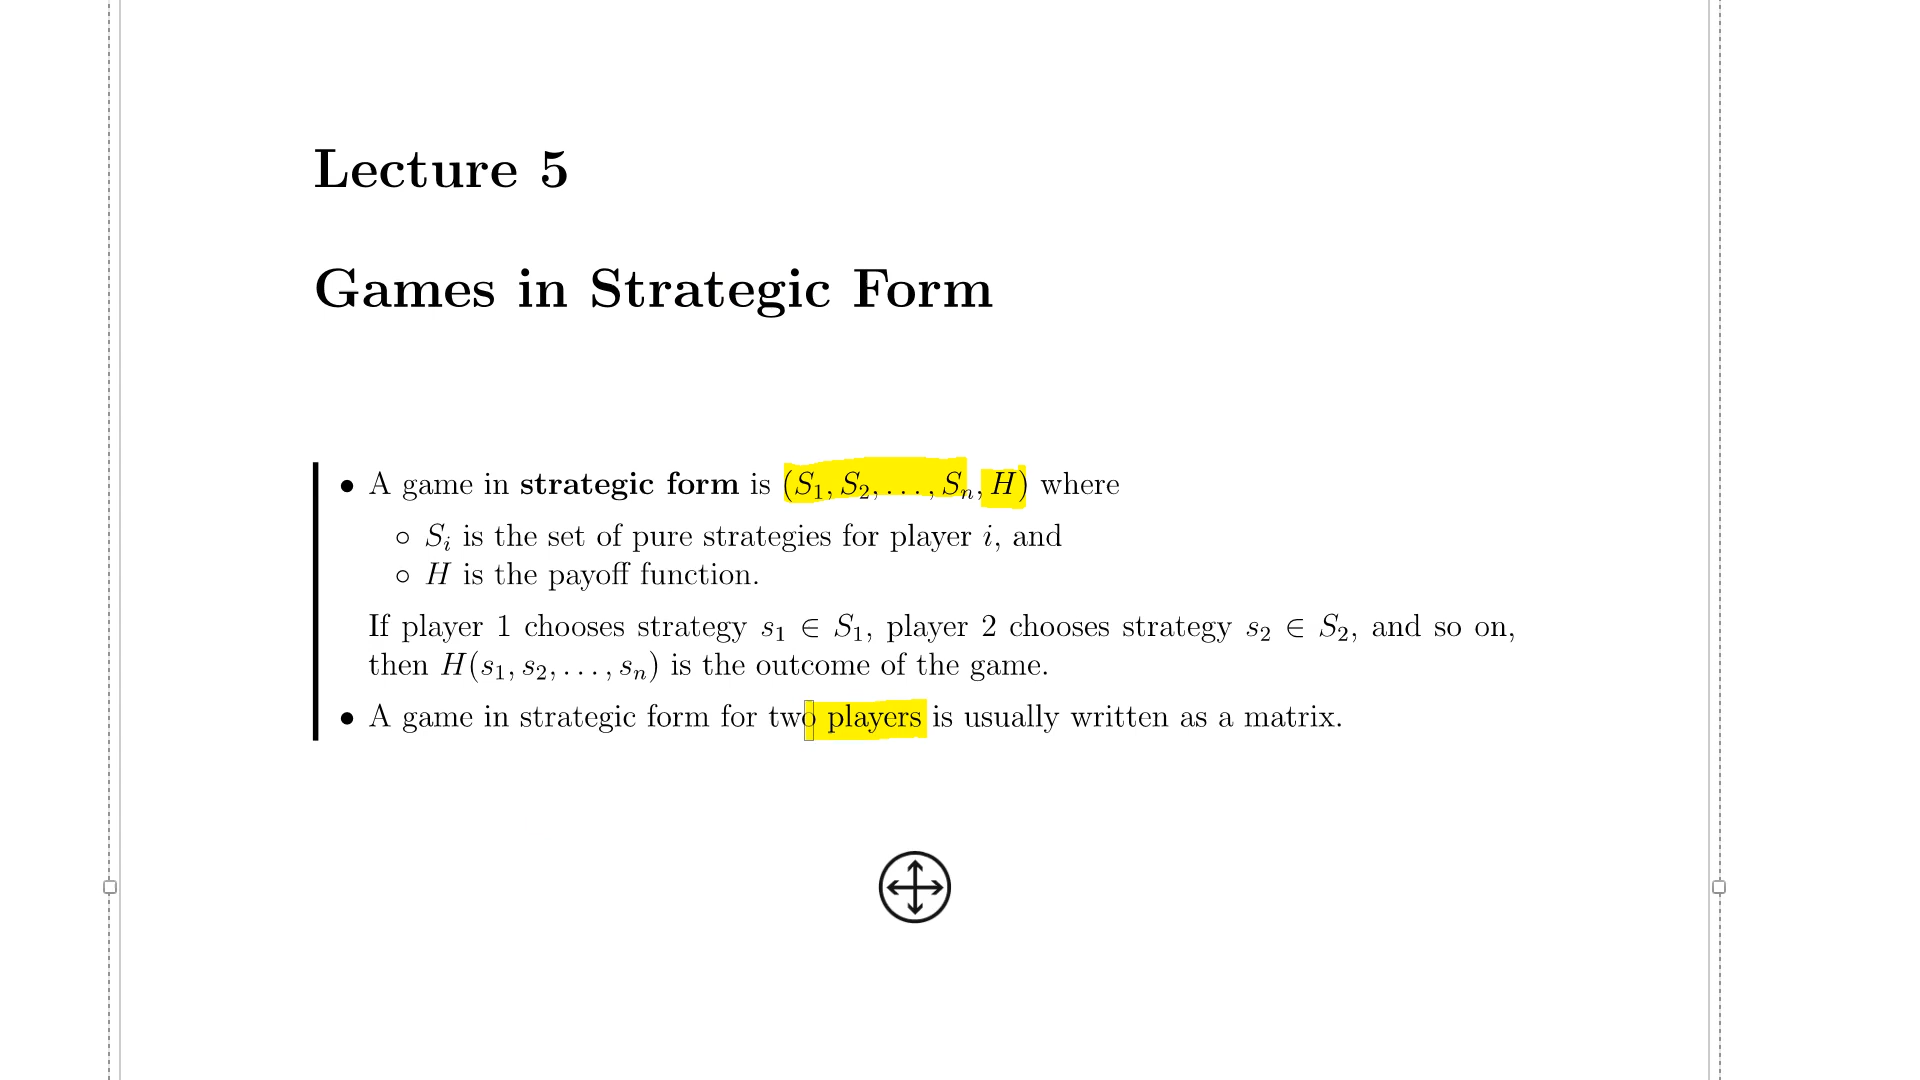 Lecture 5
Games in Strategic Form
• A game in strategic form is (S₁, S₂, . . . , Sₙ, H) where
∘ Sᵢ is the set of pure strategies for player i, and
∘ H is the payoff function.
If player 1 chooses strategy s₁ ∈ S₁, player 2 chooses strategy s₂ ∈ S₂, and so on,
then H(s₁, s₂, . . . , sₙ) is the outcome of the game.
• A game in strategic form for two players is usually written as a matrix.